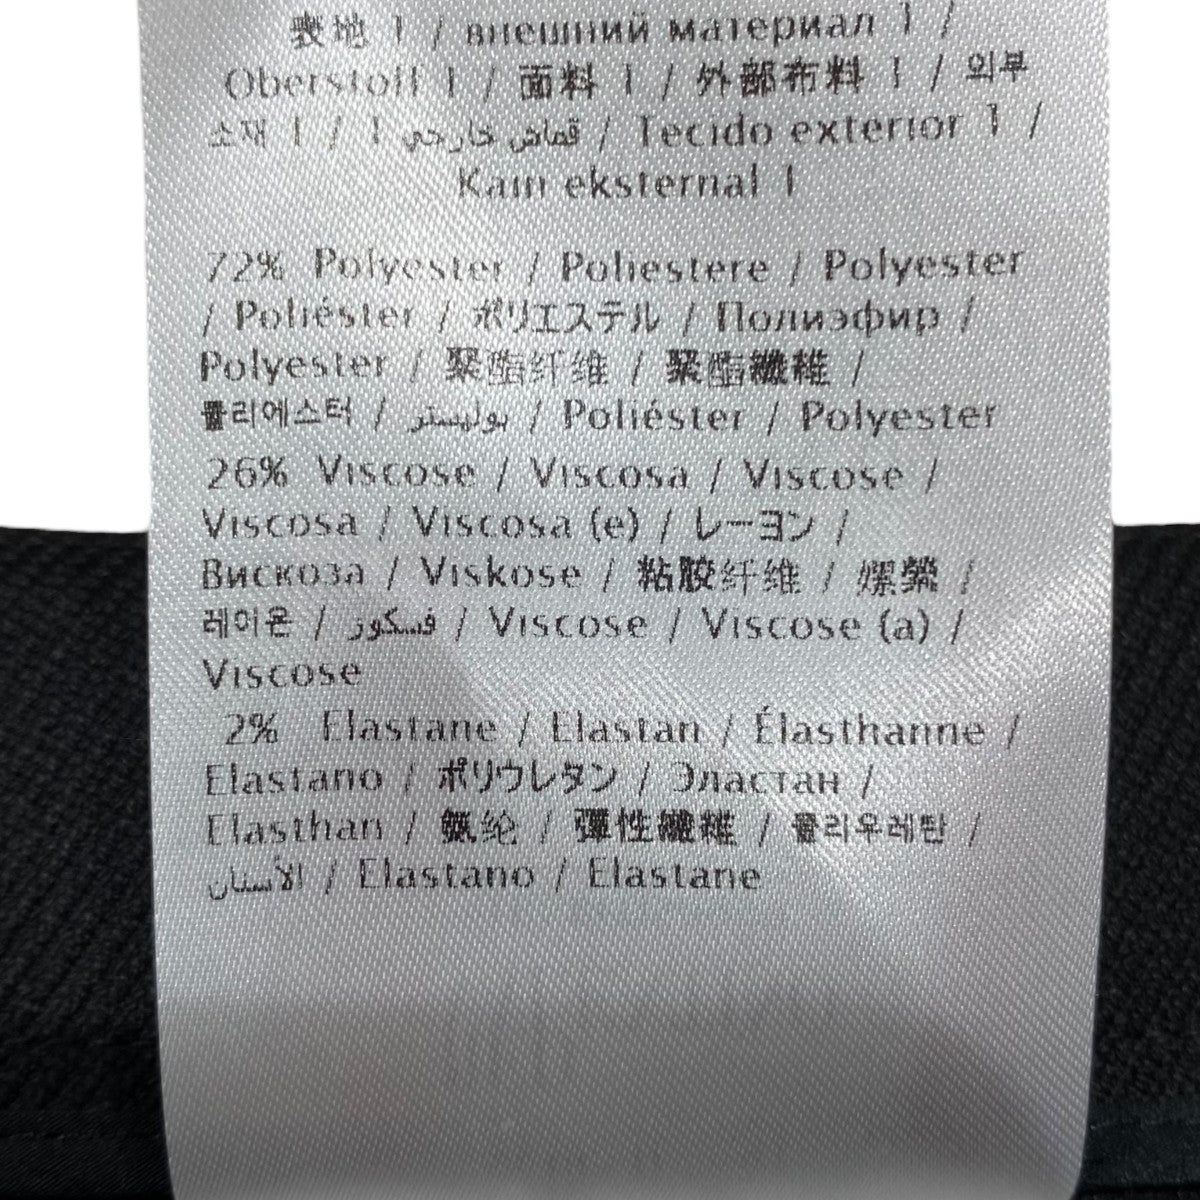 表地 1 / внешний материал 1 /
Oberstoff 1 / 面料 1 / 外部布料 1 / 외부
소재 1 / قماش خارجي 1 / Tecido exterior 1 /
Kain eksternal 1
72% Polyester / Poliestere / Polyester
/ Poliéster / ポリエステル / Полиэфир /
Polyester / 聚酯纤维 / 聚酯纖維 /
폴리에스터 / بوليستر / Poliéster / Polyester
26% Viscose / Viscosa / Viscose /
Viscosa / Viscosa (e) / レーヨン /
Вискоза / Viskose / 粘胶纤维 / 嫘縈 /
레이온 / فسكوز / Viscose / Viscose (a) /
Viscose
2% Elastane / Elastan / Élasthanne /
Elastano / ポリウレタン / Эластан /
Elasthan / 氨纶 / 彈性纖維 / 폴리우레탄 /
الأستان / Elastano / Elastane